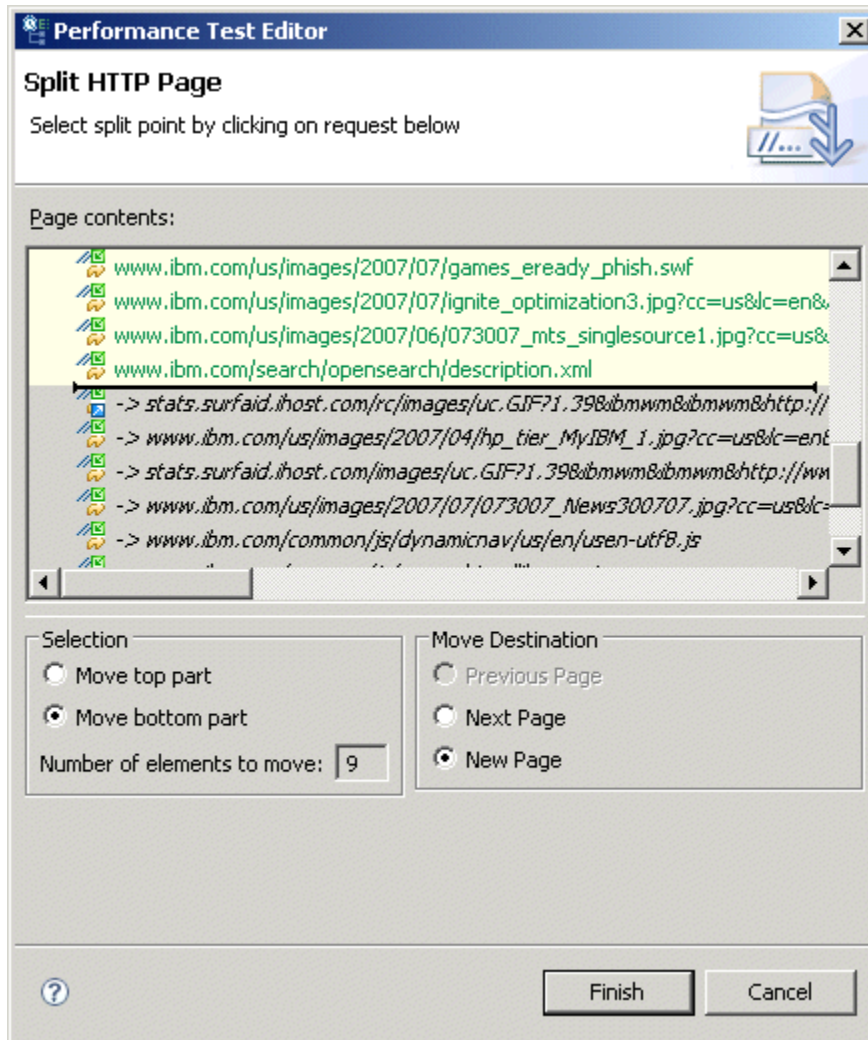 Performance Test Editor
Split HTTP Page
Select split point by clicking on request below
Page contents:
www.ibm.com/us/images/2007/07/games_eready_phish.swf
www.ibm.com/us/images/2007/07/ignite_optimization3.jpg?cc=us&lc=en&
www.ibm.com/us/images/2007/06/073007_mts_singlesource1.jpg?cc=us&
www.ibm.com/search/opensearch/description.xml
-> stats.surfaid.ihost.com/rc/images/uc.GIF?1.39&ibmwm&ibmwm&http://
-> www.ibm.com/us/images/2007/04/hp_tier_MyIBM_1.jpg?cc=us&lc=en&
-> stats.surfaid.ihost.com/images/uc.GIF?1.39&ibmwm&ibmwm&http://ww
-> www.ibm.com/us/images/2007/07/073007_News300707.jpg?cc=us&lc=
-> www.ibm.com/common/js/dynamicnav/us/en/usen-utf8.js
Selection
Move top part
Move bottom part
Number of elements to move: 9
Move Destination
Previous Page
Next Page
New Page
Finish
Cancel